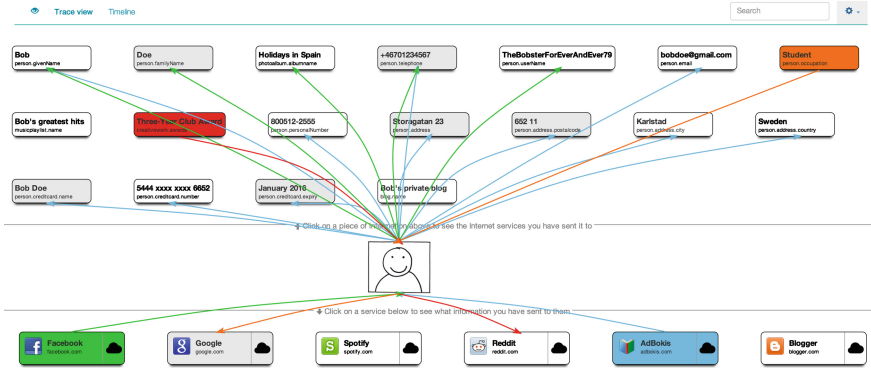 Trace view Timeline Search
Bob Doe Holidays in Spain +46701234567 TheBobsterForEverAndEver79 bobdoe@gmail.com Student
person.givenName person.familyName photoalbum.albumname person.telephone person.userName person.email person.occupation
Bob's greatest hits Three-Year Club Award 800512-2555 Storogatan 23 652 11 Karlstad Sweden
musicplaylist.name creativework.awards person.personalNumber person.address person.address.postalcode person.address.city person.address.country
Bob Doe 5444 xxxx xxxx 6652 January 2016 Bob's private blog
person.creditcard.name person.creditcard.number person.creditcard.expiry blog.name
Click on a piece of information above to see the Internet services you have sent it to
Click on a service below to see what information you have sent to them
Facebook Google Spotify Reddit AdBokis Blogger
facebook.com google.com spotify.com reddit.com adbokis.com blogger.com